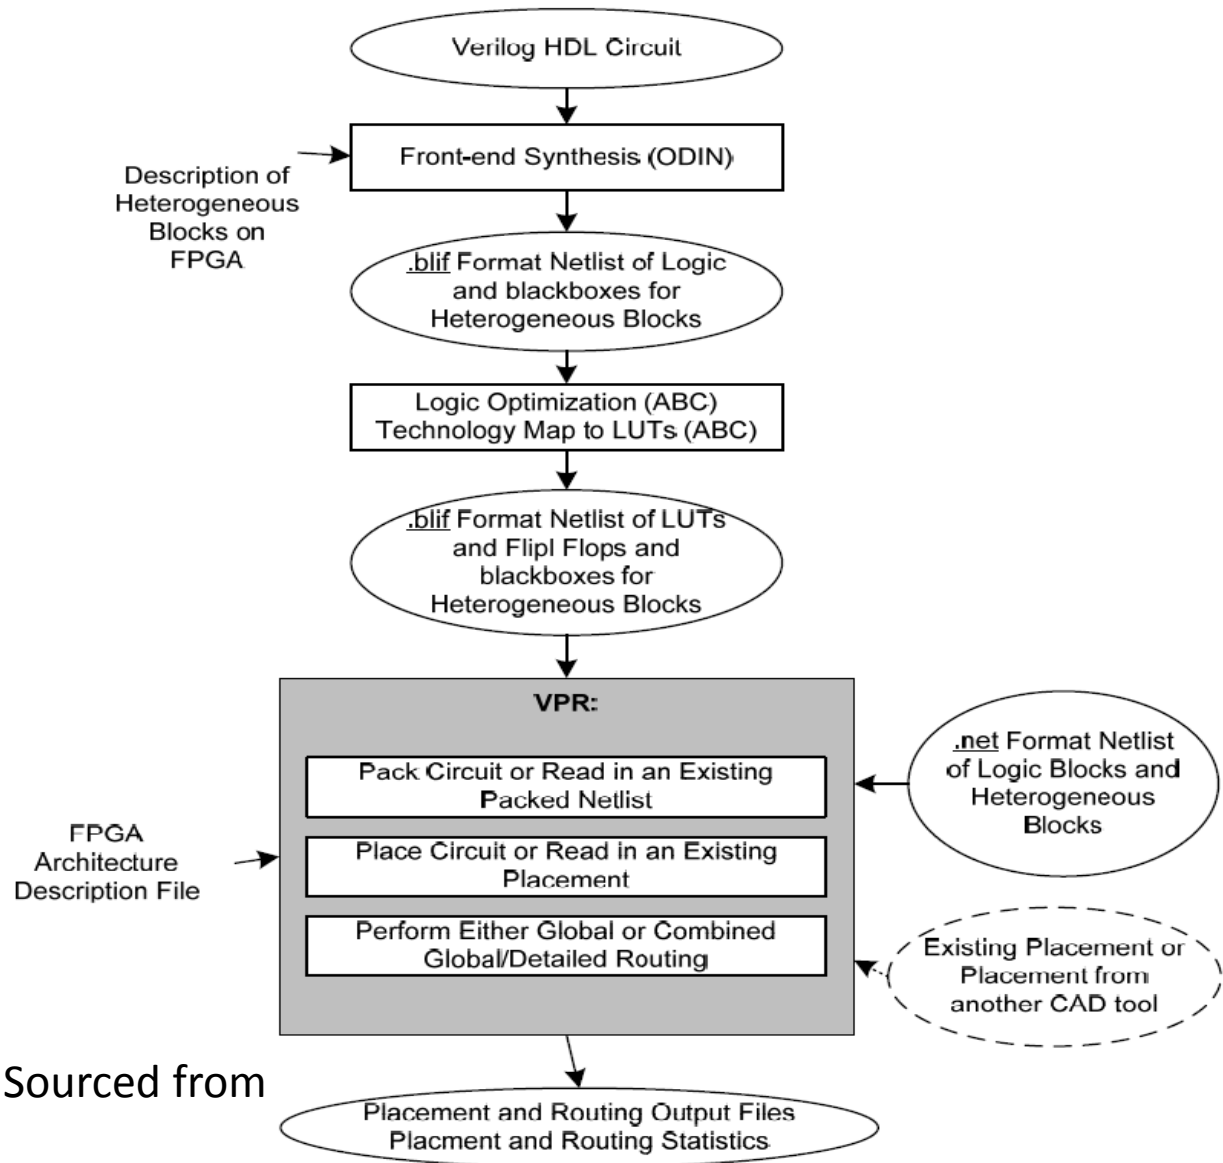 Verilog HDL Circuit
Front-end Synthesis (ODIN)
Description of
Heterogeneous
Blocks on
FPGA
.blif Format Netlist of Logic
and blackboxes for
Heterogeneous Blocks
Logic Optimization (ABC)
Technology Map to LUTs (ABC)
.blif Format Netlist of LUTs
and Flipl Flops and
blackboxes for
Heterogeneous Blocks
VPR:
Pack Circuit or Read in an Existing
Packed Netlist
.net Format Netlist
of Logic Blocks and
Heterogeneous
Blocks
FPGA
Architecture
Description File
Place Circuit or Read in an Existing
Placement
Perform Either Global or Combined
Global/Detailed Routing
Existing Placement or
Placement from
another CAD tool
Sourced from
Placement and Routing Output Files
Placment and Routing Statistics